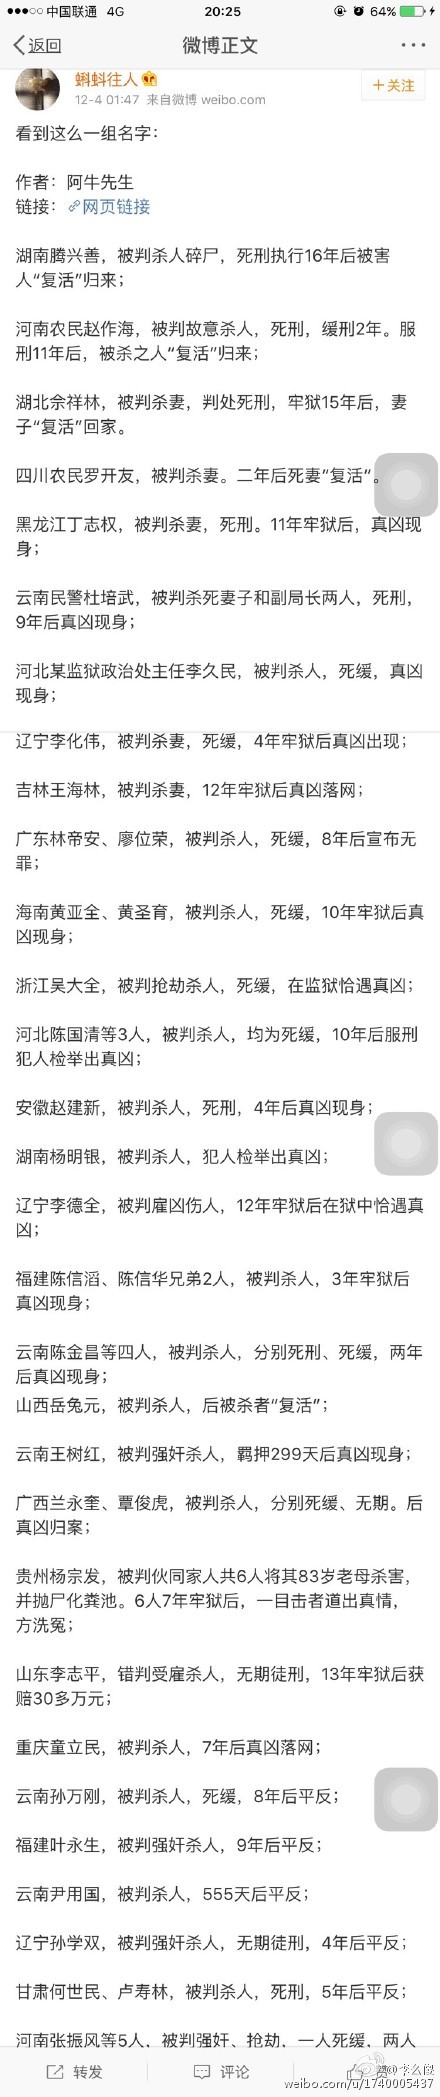 中国联通 4G 20:25 64%
返回 微博正文
蝌蚪往人
12-4 01:47 来自微博 weibo.com
+关注
看到这么一组名字：
作者：阿牛先生
链接：网页链接
湖南腾兴善，被判杀人碎尸，死刑执行16年后被害
人“复活”归来；
河南农民赵作海，被判故意杀人，死刑，缓刑2年。服
刑11年后，被杀之人“复活”归来；
湖北佘祥林，被判杀妻，判处死刑，牢狱15年后，妻
子“复活”回家。
四川农民罗开友，被判杀妻。二年后死妻”复活“。
黑龙江丁志权，被判杀妻，死刑。11年牢狱后，真凶现
身；
云南民警杜培武，被判杀死妻子和副局长两人，死刑，
9年后真凶现身；
河北某监狱政治处主任李久民，被判杀人，死缓，真凶
现身；
辽宁李化伟，被判杀妻，死缓，4年牢狱后真凶出现；
吉林王海林，被判杀妻，12年牢狱后真凶落网；
广东林帝安、廖位荣，被判杀人，死缓，8年后宣布无
罪；
海南黄亚全、黄圣育，被判杀人，死缓，10年牢狱后真
凶现身；
浙江吴大全，被判抢劫杀人，死缓，在监狱恰遇真凶；
河北陈国清等3人，被判杀人，均为死缓，10年后服刑
犯人检举出真凶；
安徽赵建新，被判杀人，死刑，4年后真凶现身；
湖南杨明银，被判杀人，犯人检举出真凶；
辽宁李德全，被判雇凶伤人，12年牢狱后在狱中恰遇真
凶；
福建陈信滔、陈信华兄弟2人，被判杀人，3年牢狱后
真凶现身；
云南陈金昌等四人，被判杀人，分别死刑、死缓，两年
后真凶现身；
山西岳兔元，被判杀人，后被杀者“复活”；
云南王树红，被判强奸杀人，羁押299天后真凶现身；
广西兰永奎、覃俊虎，被判杀人，分别死缓、无期。后
真凶归案；
贵州杨宗发，被判伙同家人共6人将其83岁老母杀害，
并抛尸化粪池。6人7年牢狱后，一目击者道出真情，
方洗冤；
山东李志平，错判受雇杀人，无期徒刑，13年牢狱后获
赔30多万元；
重庆童立民，被判杀人，7年后真凶落网；
云南孙万刚，被判杀人，死缓，8年后平反；
福建叶永生，被判强奸杀人，9年后平反；
云南尹用国，被判杀人，555天后平反；
辽宁孙学双，被判强奸杀人，无期徒刑，4年后平反；
甘肃何世民、卢寿林，被判杀人，死刑，5年后平反；
河南张振风等5人，被判强奸、抢劫，一人死缓，两人
转发 评论
@李么傻
weibo.com/u/1740005437